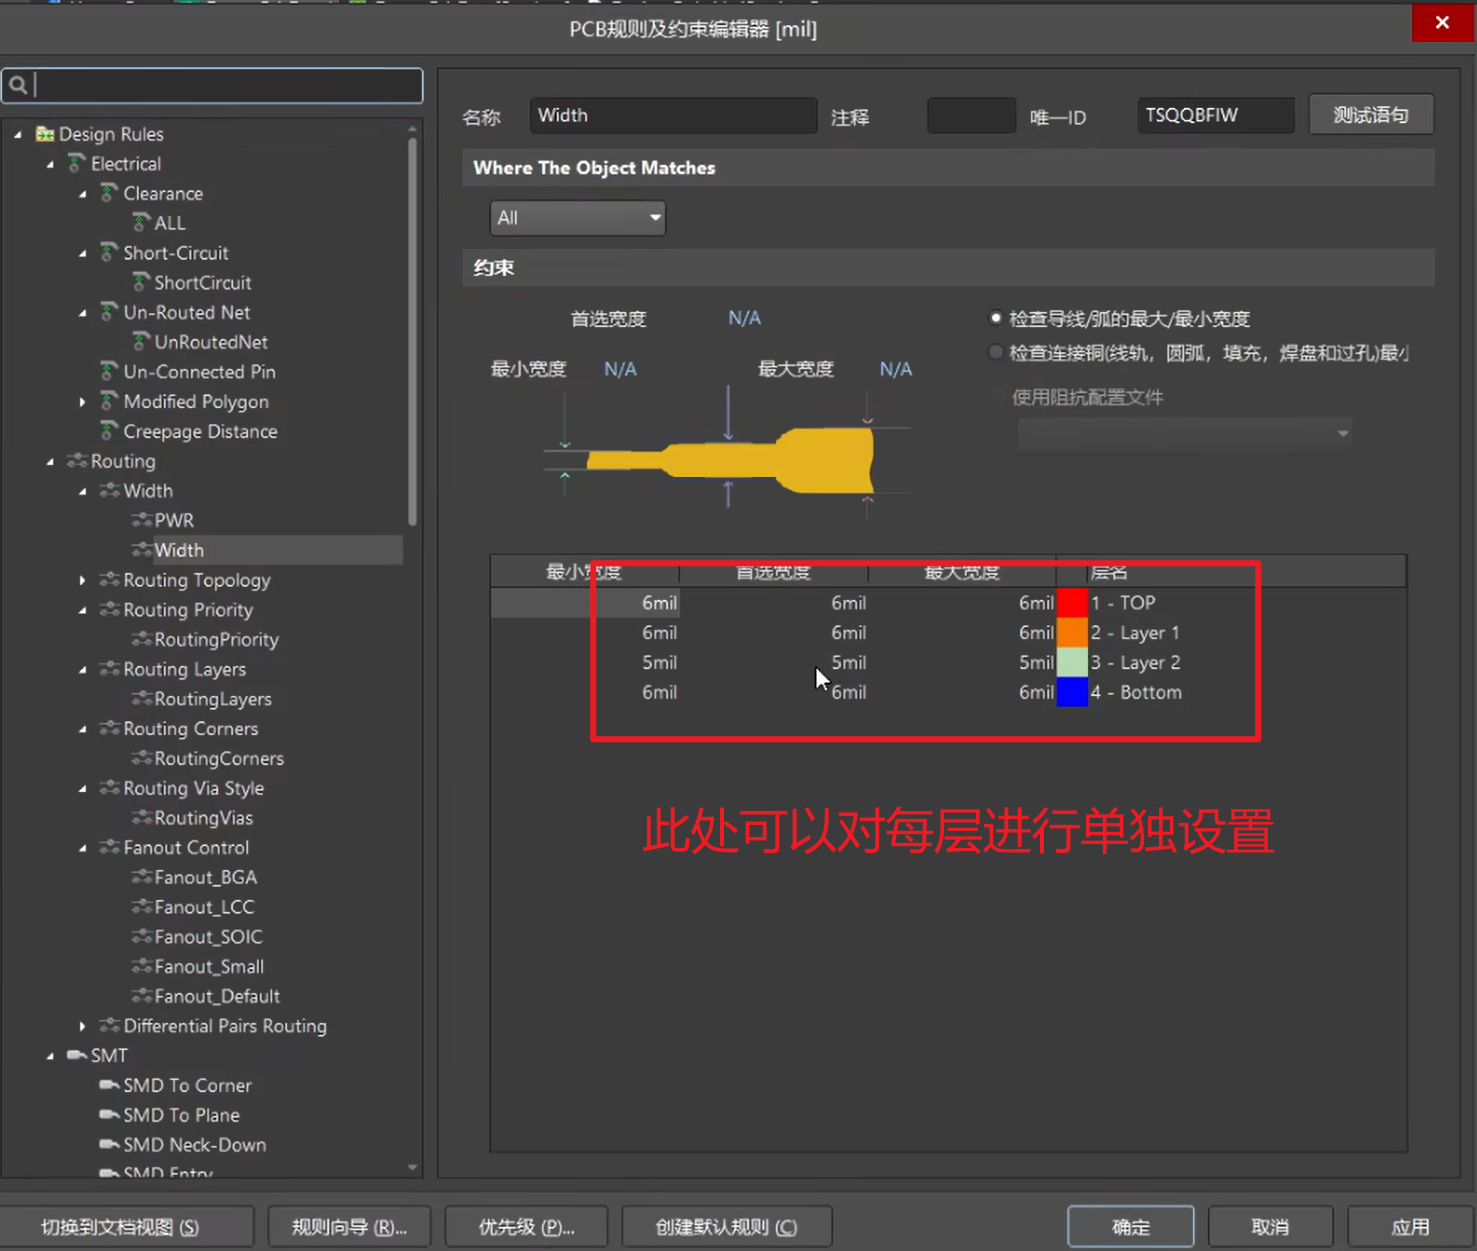 PCB规则及约束编辑器 [mil]
Design Rules
Electrical
Clearance
ALL
Short-Circuit
ShortCircuit
Un-Routed Net
UnRoutedNet
Un-Connected Pin
Modified Polygon
Creepage Distance
Routing
Width
PWR
Width
Routing Topology
Routing Priority
RoutingPriority
Routing Layers
RoutingLayers
Routing Corners
RoutingCorners
Routing Via Style
RoutingVias
Fanout Control
Fanout_BGA
Fanout_LCC
Fanout_SOIC
Fanout_Small
Fanout_Default
Differential Pairs Routing
SMT
SMD To Corner
SMD To Plane
SMD Neck-Down
SMD Entry
名称 Width 注释 唯一ID TSQQBFIW 测试语句
Where The Object Matches
All
约束
首选宽度 N/A
最小宽度 N/A 最大宽度 N/A
检查导线/弧的最大/最小宽度
检查连接铜(线轨，圆弧，填充，焊盘和过孔)最小
使用阻抗配置文件
最小宽度 首选宽度 最大宽度 层名
6mil 6mil 6mil 1 - TOP
6mil 6mil 6mil 2 - Layer 1
5mil 5mil 5mil 3 - Layer 2
6mil 6mil 6mil 4 - Bottom
此处可以对每层进行单独设置
切换到文档视图 (S) 规则向导 (R)... 优先级 (P)... 创建默认规则 (C) 确定 取消 应用